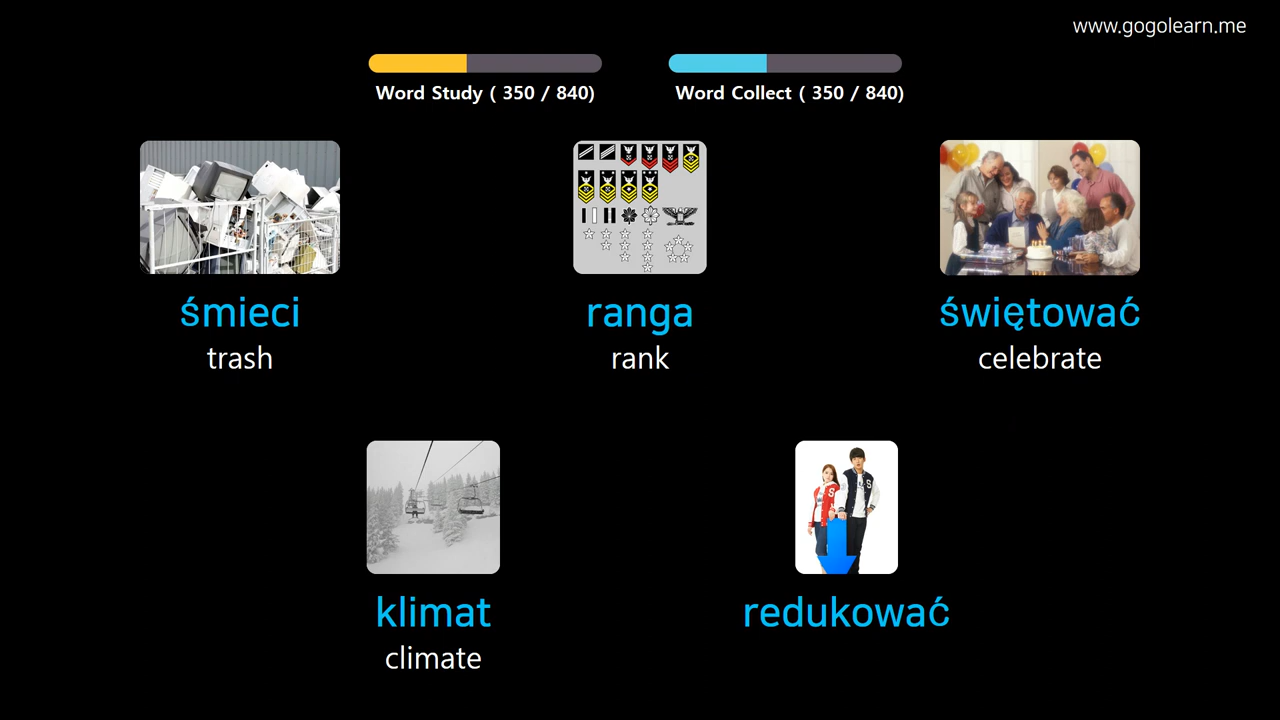 www.gogolearn.me
Word Study ( 350 / 840)
Word Collect ( 350 / 840)
śmieci
trash
ranga
rank
świętować
celebrate
klimat
climate
redukować